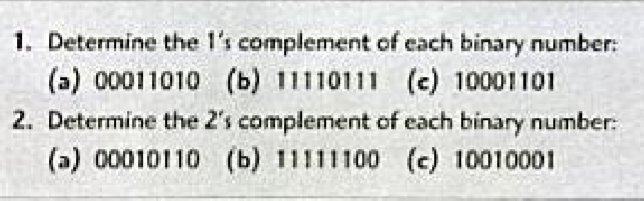 1. Determine the 1's complement of each binary number:
(a) 00011010 (b) 11110111 (c) 10001101
2. Determine the 2's complement of each binary number:
(a) 00010110 (b) 11111100 (c) 10010001